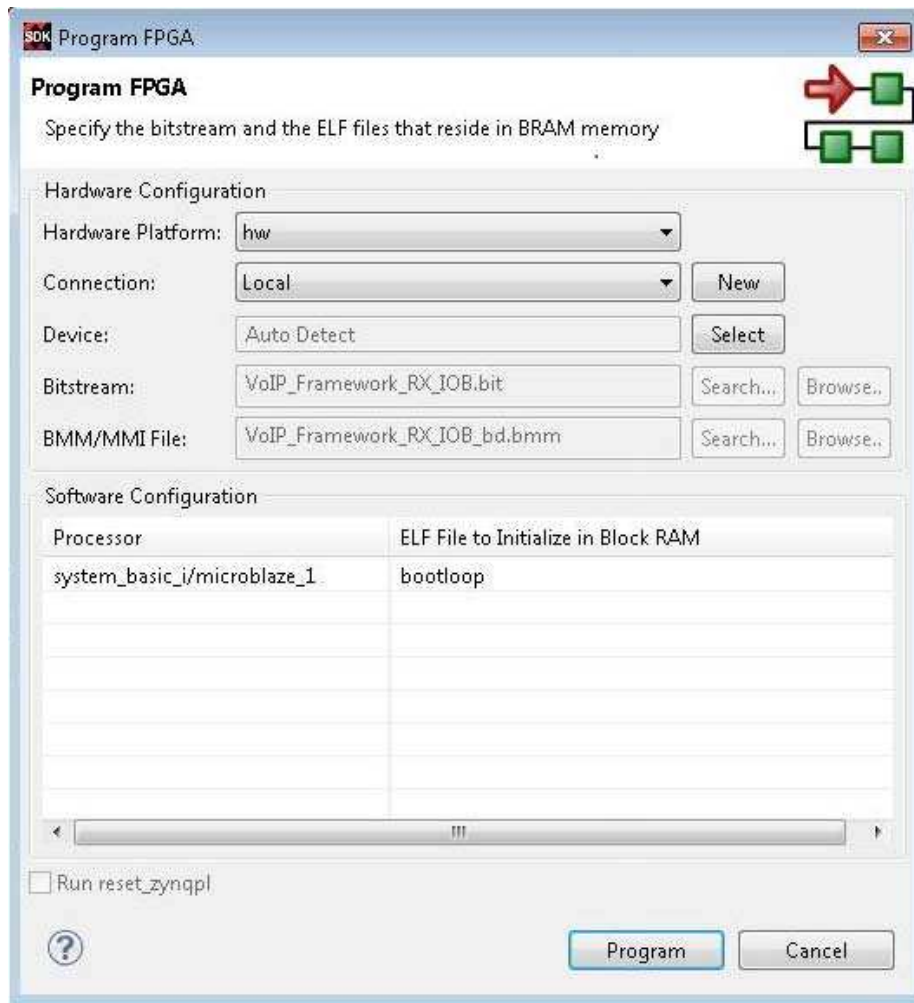 SDK Program FPGA
Program FPGA
Specify the bitstream and the ELF files that reside in BRAM memory
Hardware Configuration
Hardware Platform: hw
Connection: Local New
Device: Auto Detect Select
Bitstream: VoIP_Framework_RX_IOB.bit Search... Browse..
BMM/MMI File: VoIP_Framework_RX_IOB_bd.bmm Search... Browse..
Software Configuration
Processor ELF File to Initialize in Block RAM
system_basic_i/microblaze_1 bootloop
Run reset_zynqpl
? Program Cancel